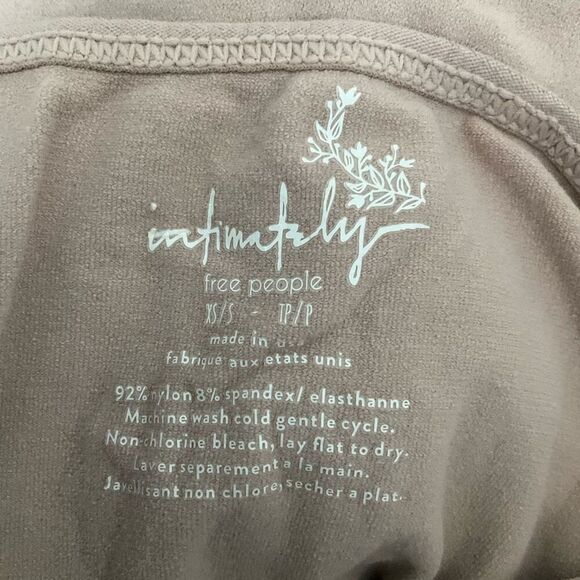 intimately
free people
XS/S - TP/P
made in
fabrique aux etats unis
92% nylon 8% spandex/ elasthanne
Machine wash cold gentle cycle.
Non-chlorine bleach, lay flat to dry.
Laver separement a la main.
Javellisant non chlore, secher a plat.